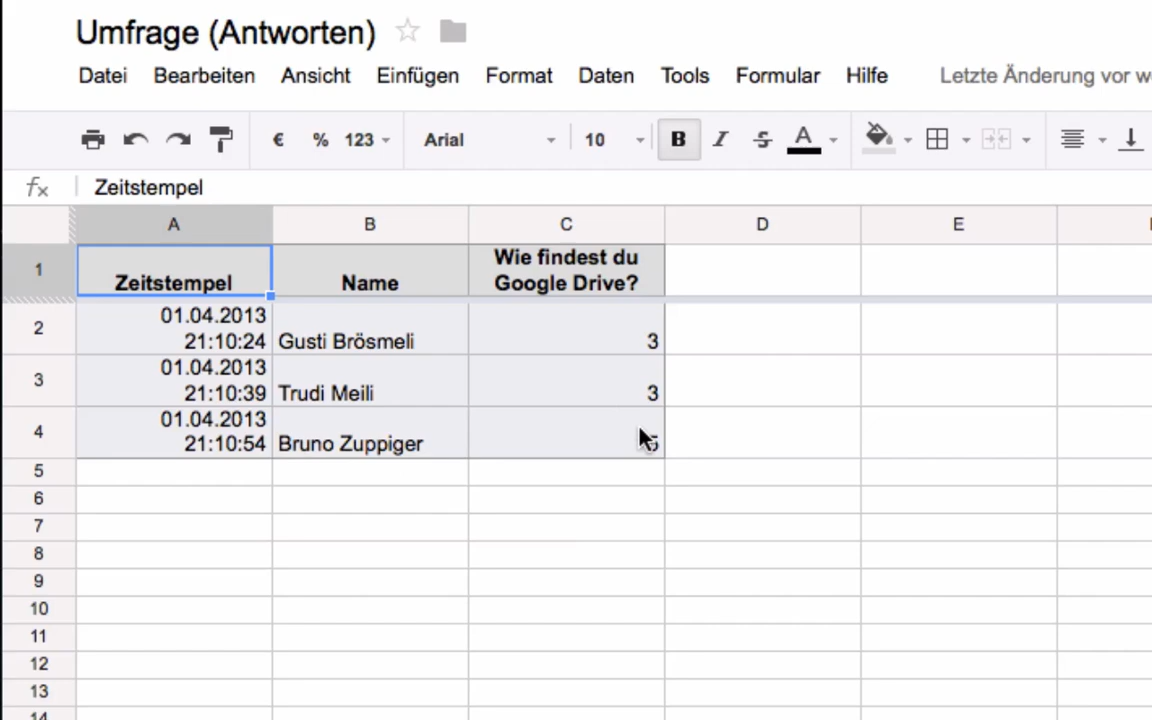 Umfrage (Antworten)
Datei Bearbeiten Ansicht Einfügen Format Daten Tools Formular Hilfe Letzte Änderung vor
€ % 123 Arial 10 B I S A
fx Zeitstempel
A B C D E
1 Zeitstempel Name Wie findest du
Google Drive?
2 01.04.2013
21:10:24 Gusti Brösmeli 3
3 01.04.2013
21:10:39 Trudi Meili 3
4 01.04.2013
21:10:54 Bruno Zuppiger
5
6
7
8
9
10
11
12
13
14